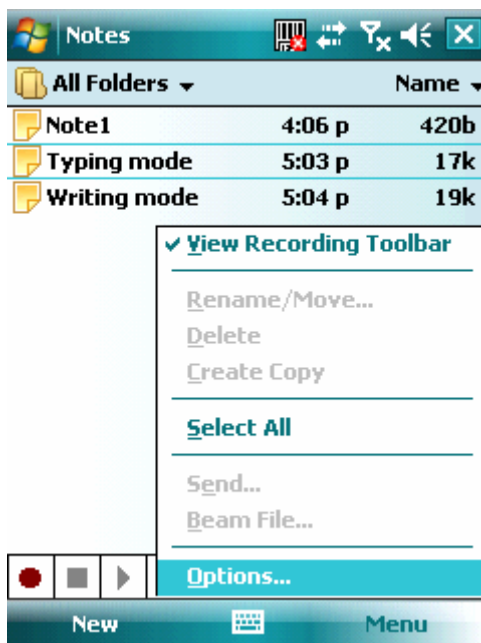 Notes
All Folders Name
Note1 4:06 p 420b
Typing mode 5:03 p 17k
Writing mode 5:04 p 19k
View Recording Toolbar
Rename/Move...
Delete
Create Copy
Select All
Send...
Beam File...
Options...
New Menu